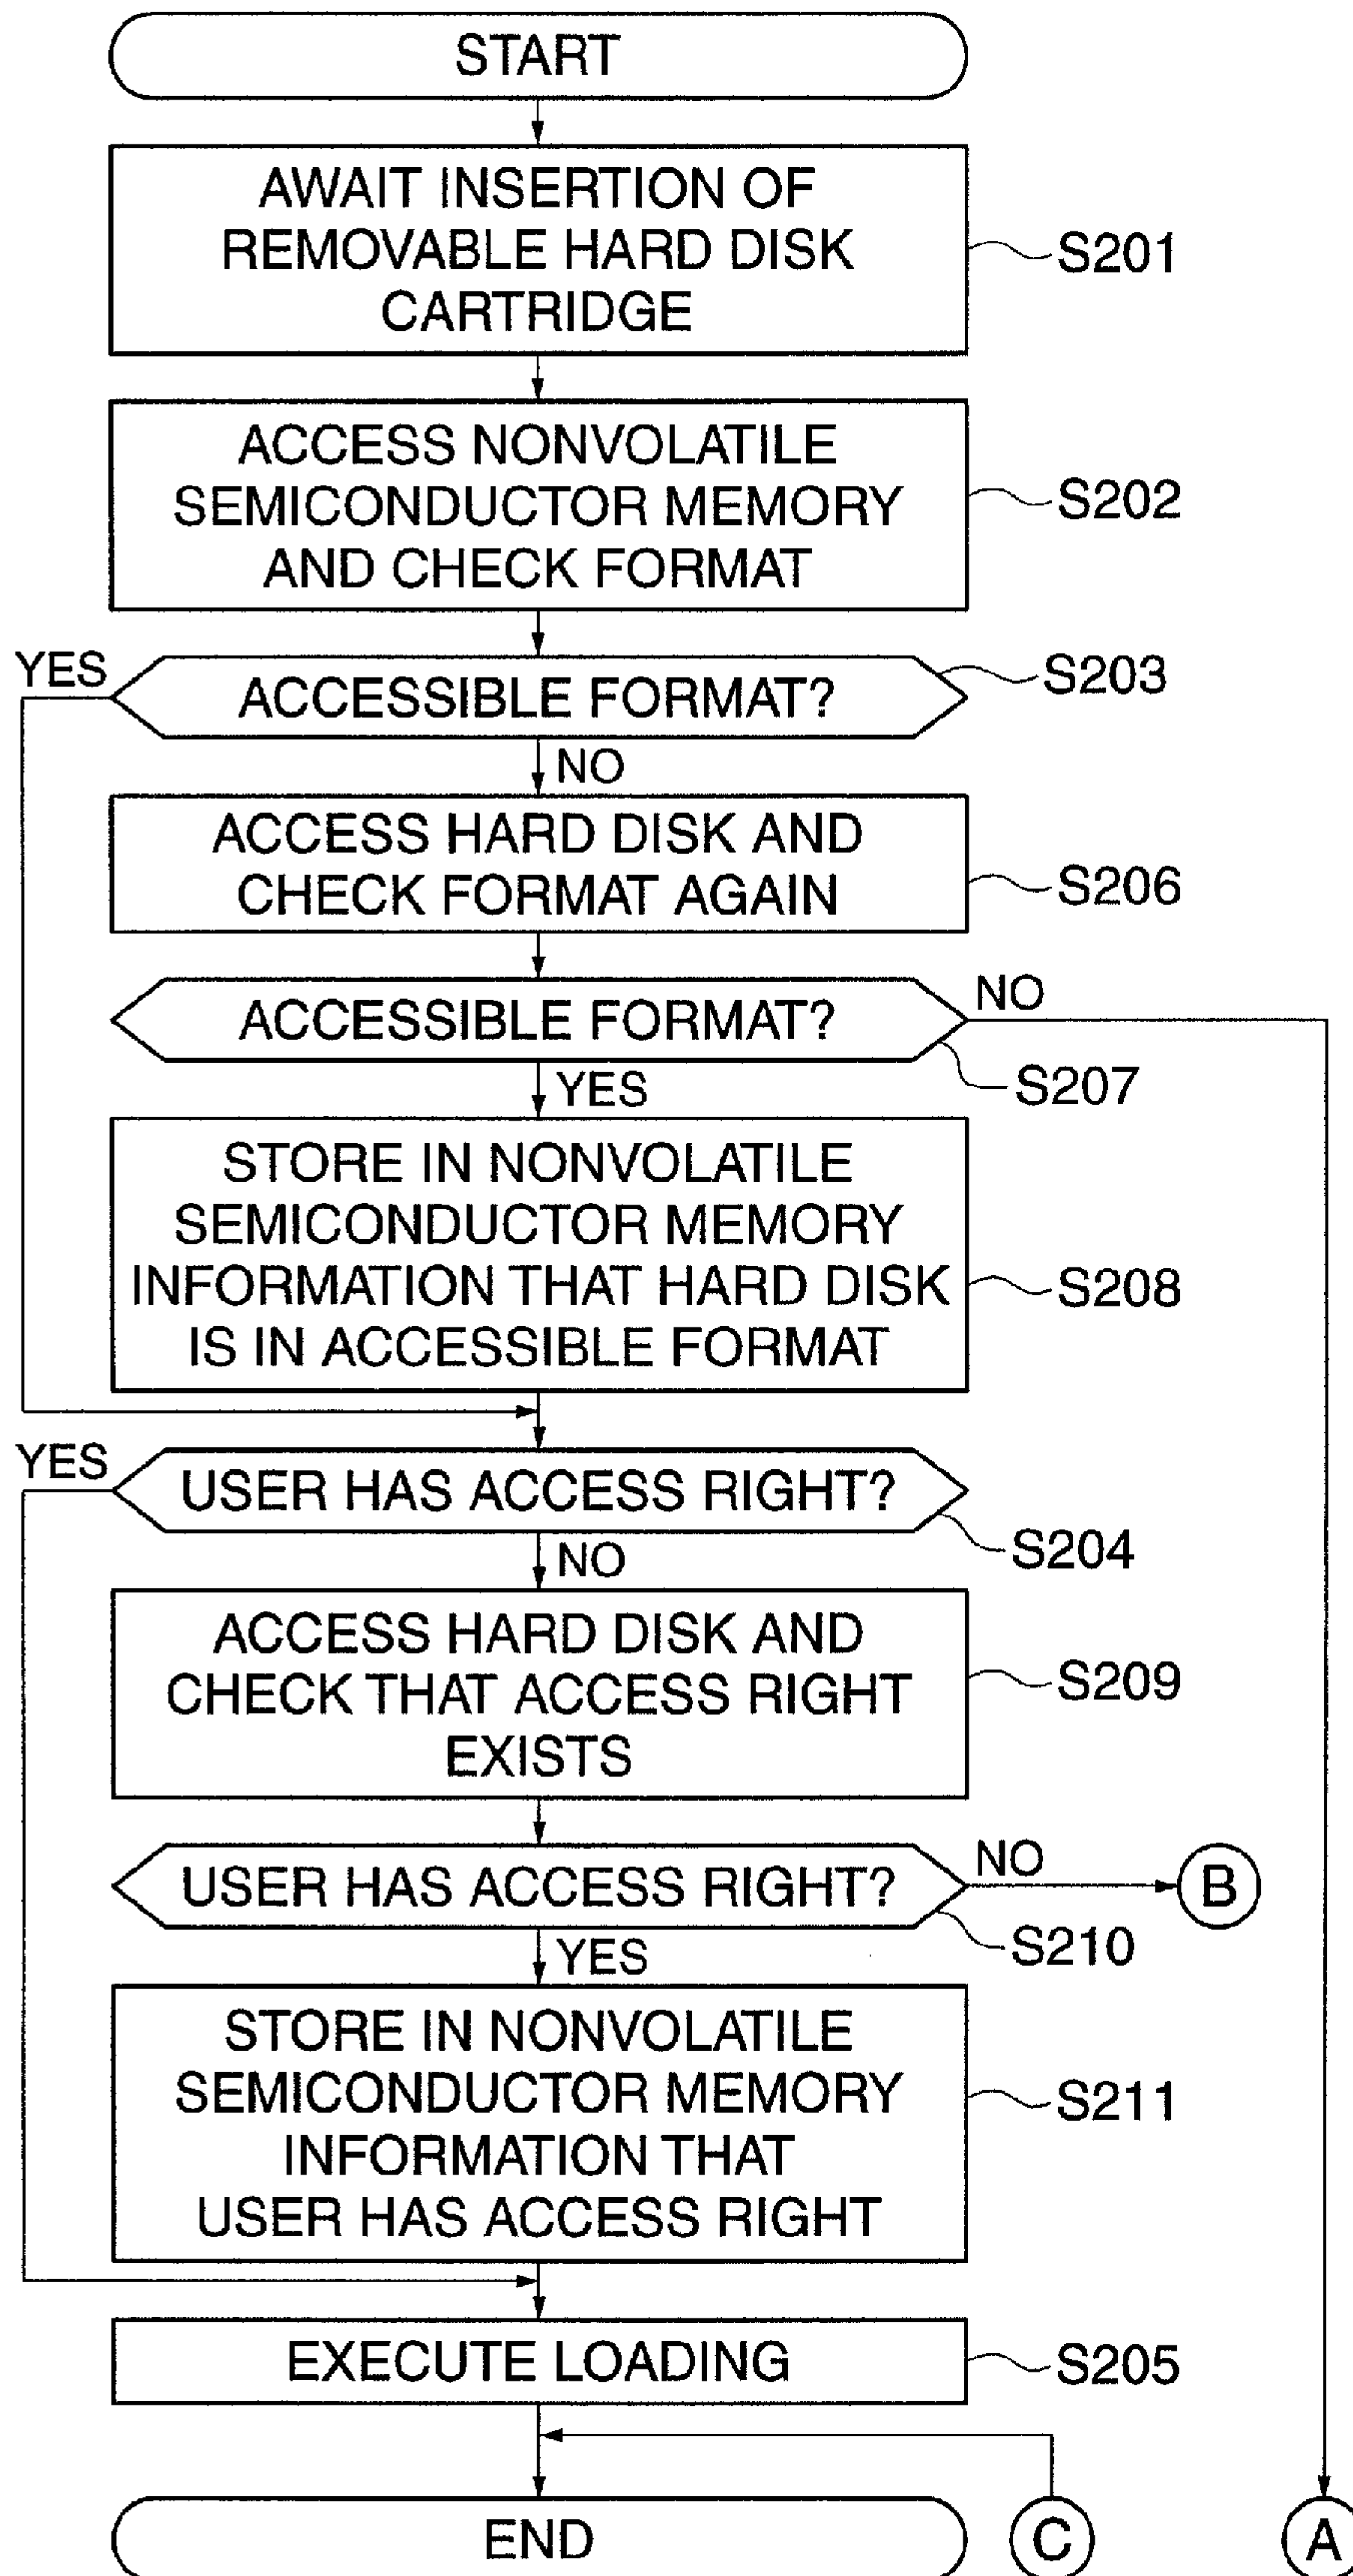 START
AWAIT INSERTION OF
REMOVABLE HARD DISK
CARTRIDGE
S201
ACCESS NONVOLATILE
SEMICONDUCTOR MEMORY
AND CHECK FORMAT
S202
YES
ACCESSIBLE FORMAT?
S203
NO
ACCESS HARD DISK AND
CHECK FORMAT AGAIN
S206
ACCESSIBLE FORMAT?
NO
S207
YES
STORE IN NONVOLATILE
SEMICONDUCTOR MEMORY
INFORMATION THAT HARD DISK
IS IN ACCESSIBLE FORMAT
S208
YES
USER HAS ACCESS RIGHT?
S204
NO
ACCESS HARD DISK AND
CHECK THAT ACCESS RIGHT
EXISTS
S209
USER HAS ACCESS RIGHT?
NO
B
S210
YES
STORE IN NONVOLATILE
SEMICONDUCTOR MEMORY
INFORMATION THAT
USER HAS ACCESS RIGHT
S211
EXECUTE LOADING
S205
END
C
A